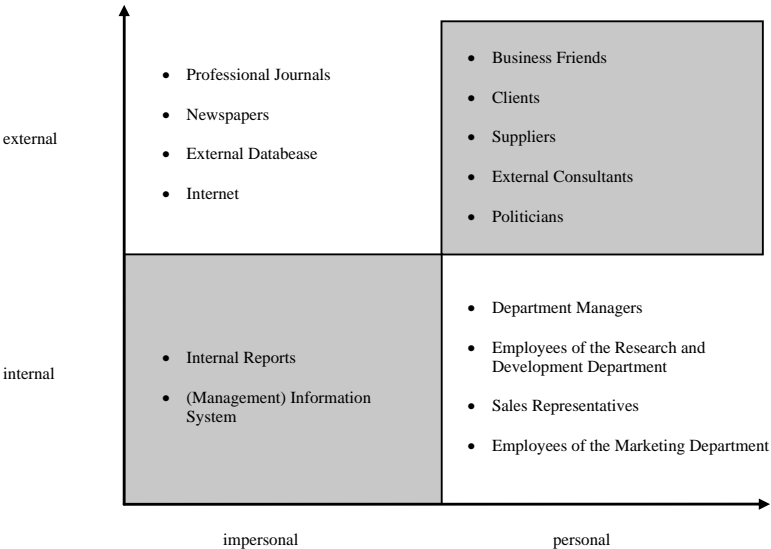 external
• Professional Journals
• Newspapers
• External Databease
• Internet
• Business Friends
• Clients
• Suppliers
• External Consultants
• Politicians
internal
• Internal Reports
• (Management) Information
System
• Department Managers
• Employees of the Research and
Development Department
• Sales Representatives
• Employees of the Marketing Department
impersonal
personal